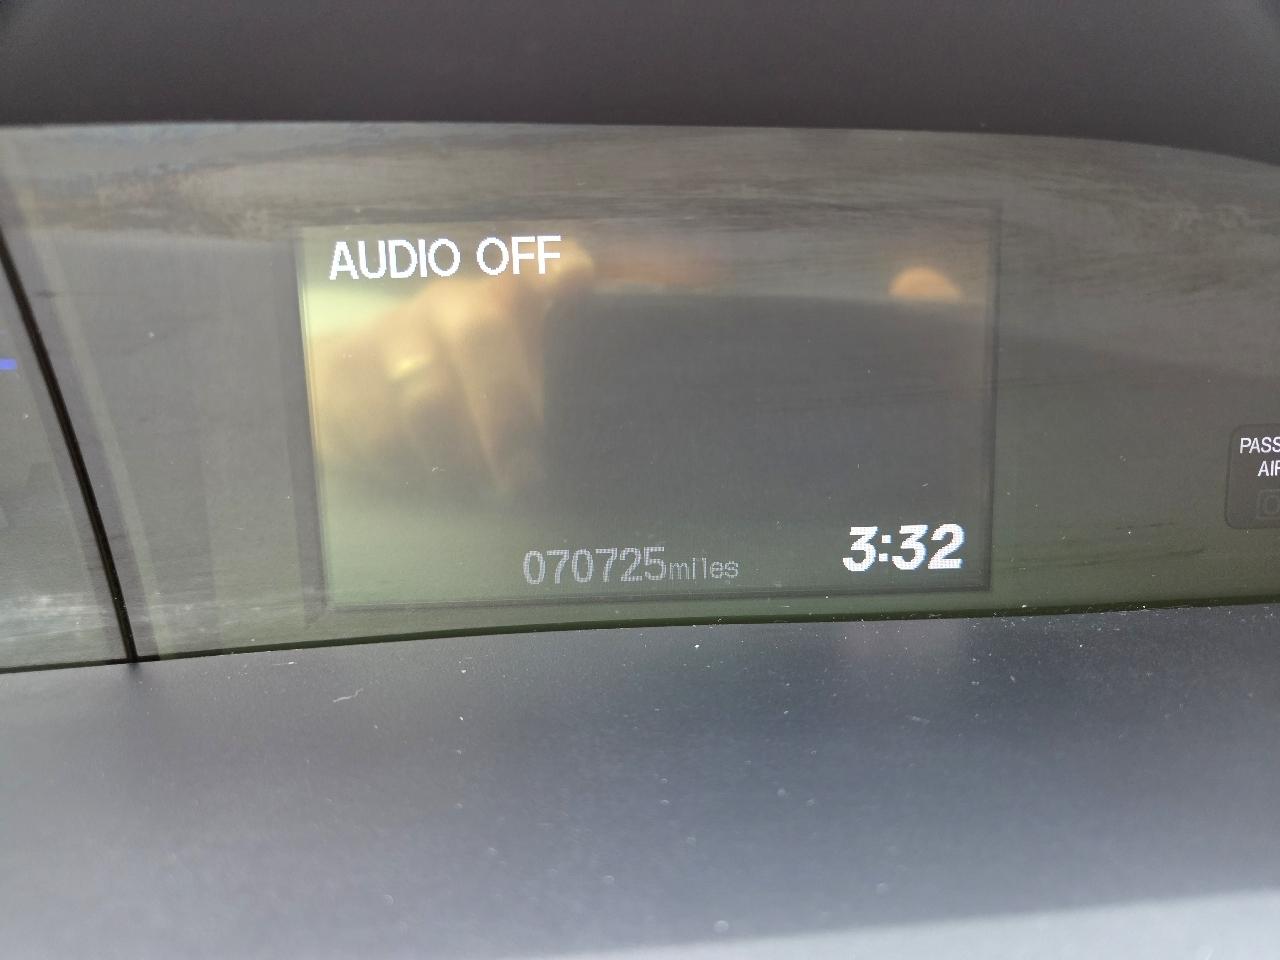 AUDIO OFF
PASS
AIR
070725miles
3:32